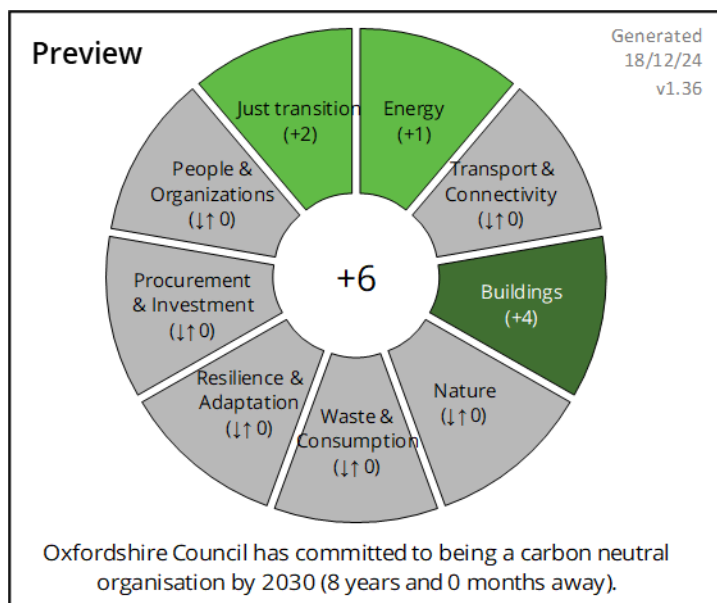 Preview
Generated
18/12/24
v1.36
Just transition
(+2)
Energy
(+1)
People &
Organizations
(↓↑ 0)
Transport &
Connectivity
(↓↑ 0)
+6
Procurement
& Investment
(↓↑ 0)
Buildings
(+4)
Resilience &
Adaptation
(↓↑ 0)
Waste &
Consumption
(↓↑ 0)
Nature
(↓↑ 0)
Oxfordshire Council has committed to being a carbon neutral
organisation by 2030 (8 years and 0 months away).